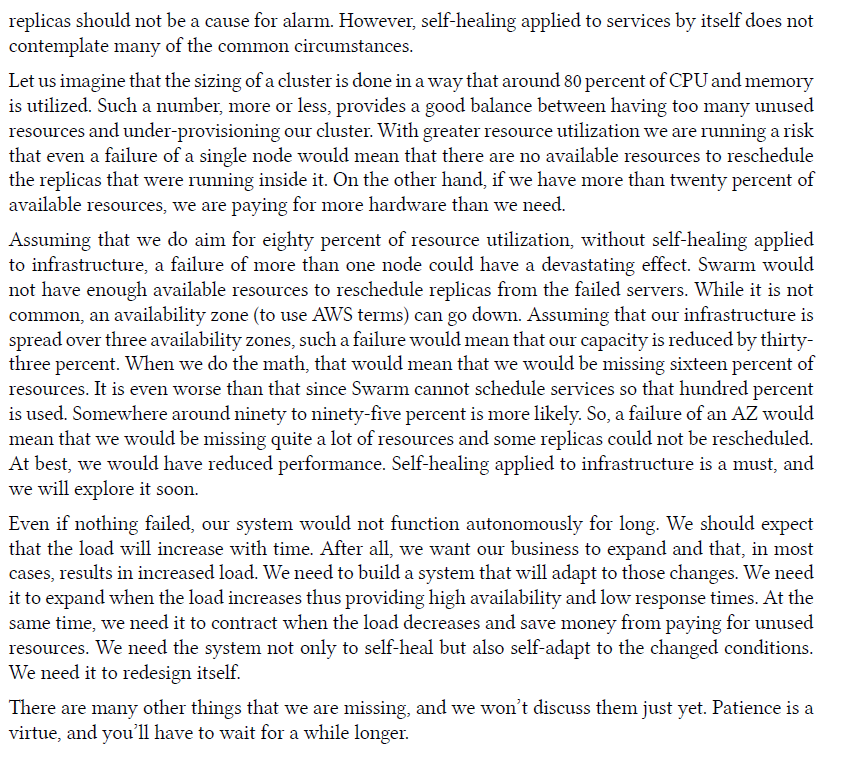 replicas should not be a cause for alarm. However, self-healing applied to services by itself does not
contemplate many of the common circumstances.
Let us imagine that the sizing of a cluster is done in a way that around 80 percent of CPU and memory
is utilized. Such a number, more or less, provides a good balance between having too many unused
resources and under-provisioning our cluster. With greater resource utilization we are running a risk
that even a failure of a single node would mean that there are no available resources to reschedule
the replicas that were running inside it. On the other hand, if we have more than twenty percent of
available resources, we are paying for more hardware than we need.
Assuming that we do aim for eighty percent of resource utilization, without self-healing applied
to infrastructure, a failure of more than one node could have a devastating effect. Swarm would
not have enough available resources to reschedule replicas from the failed servers. While it is not
common, an availability zone (to use AWS terms) can go down. Assuming that our infrastructure is
spread over three availability zones, such a failure would mean that our capacity is reduced by thirty-
three percent. When we do the math, that would mean that we would be missing sixteen percent of
resources. It is even worse than that since Swarm cannot schedule services so that hundred percent
is used. Somewhere around ninety to ninety-five percent is more likely. So, a failure of an AZ would
mean that we would be missing quite a lot of resources and some replicas could not be rescheduled.
At best, we would have reduced performance. Self-healing applied to infrastructure is a must, and
we will explore it soon.
Even if nothing failed, our system would not function autonomously for long. We should expect
that the load will increase with time. After all, we want our business to expand and that, in most
cases, results in increased load. We need to build a system that will adapt to those changes. We need
it to expand when the load increases thus providing high availability and low response times. At the
same time, we need it to contract when the load decreases and save money from paying for unused
resources. We need the system not only to self-heal but also self-adapt to the changed conditions.
We need it to redesign itself.
There are many other things that we are missing, and we won't discuss them just yet. Patience is a
virtue, and you'll have to wait for a while longer.